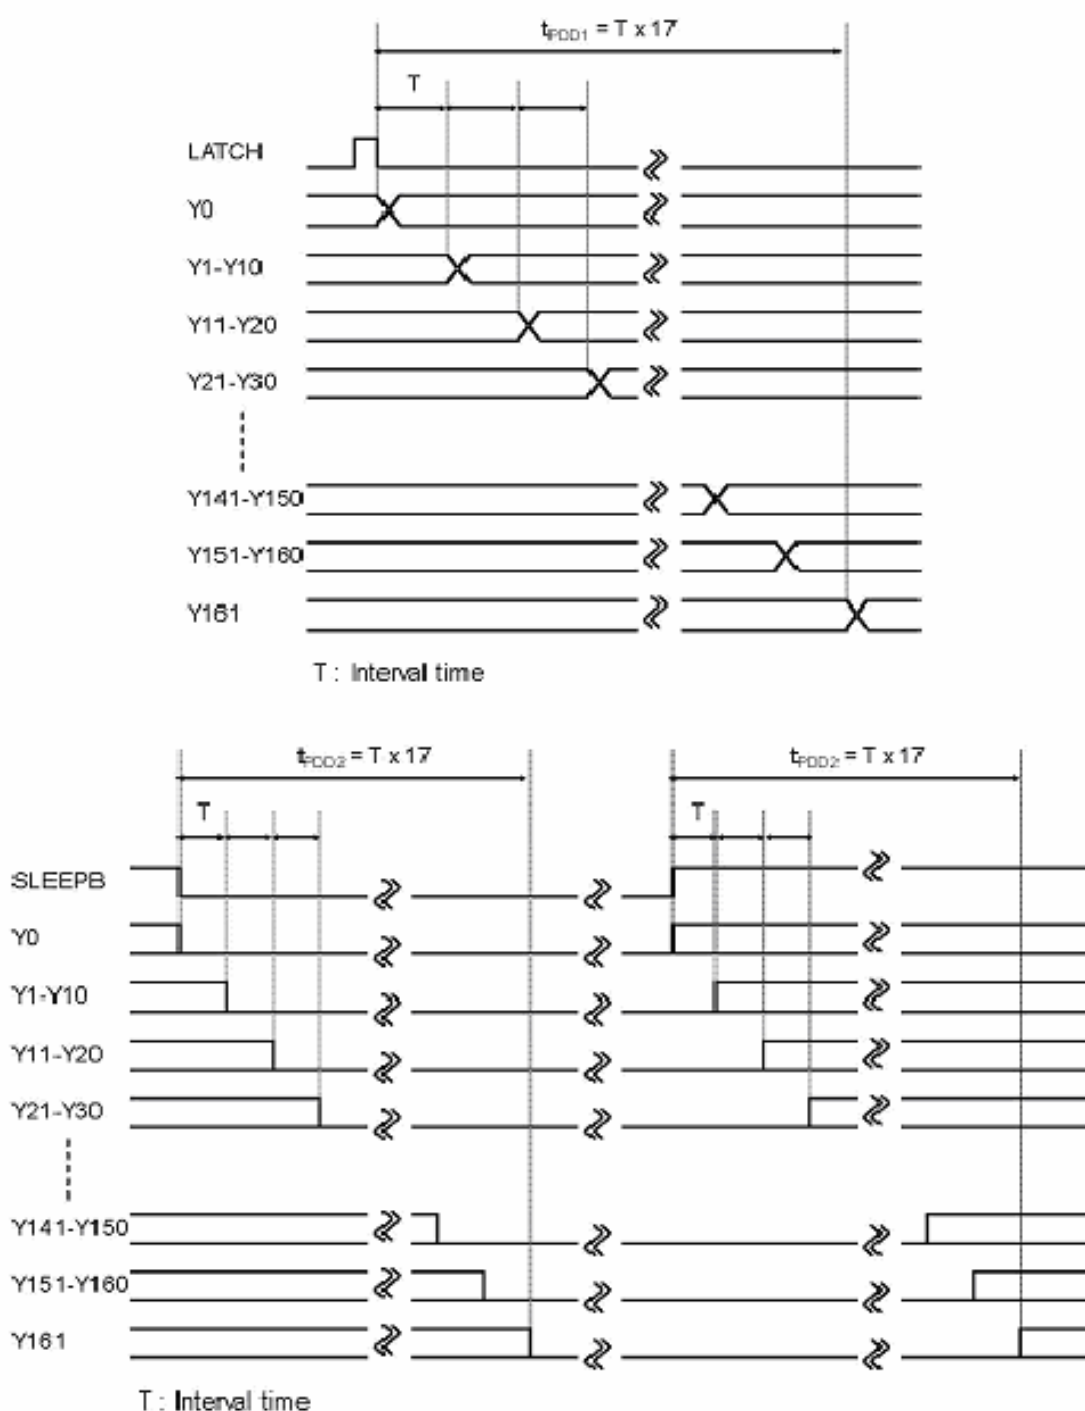 tPDD1 = T x 17
T
LATCH
Y0
Y1-Y10
Y11-Y20
Y21-Y30
Y141-Y150
Y151-Y160
Y161
T : Interval time
tPDD2 = T x 17
tPDD2 = T x 17
T
T
SLEEPB
Y0
Y1-Y10
Y11-Y20
Y21-Y30
Y141-Y150
Y151-Y160
Y161
T : Interval time